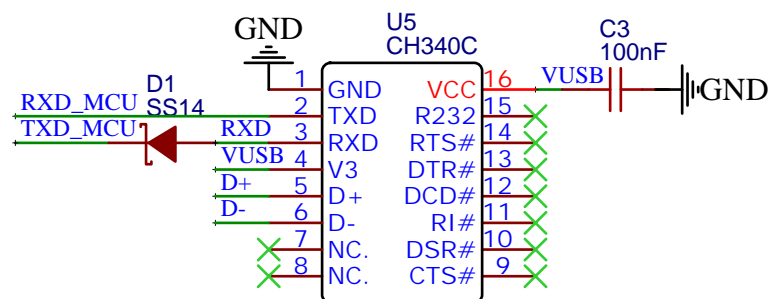 GND
U5
CH340C
C3
100nF
D1
SS14
RXD_MCU
TXD_MCU
RXD
VUSB
D+
D-
1 GND
2 TXD
3 RXD
4 V3
5 D+
6 D-
7 NC.
8 NC.
VCC 16
R232 15
RTS# 14
DTR# 13
DCD# 12
RI# 11
DSR# 10
CTS# 9
VUSB
GND